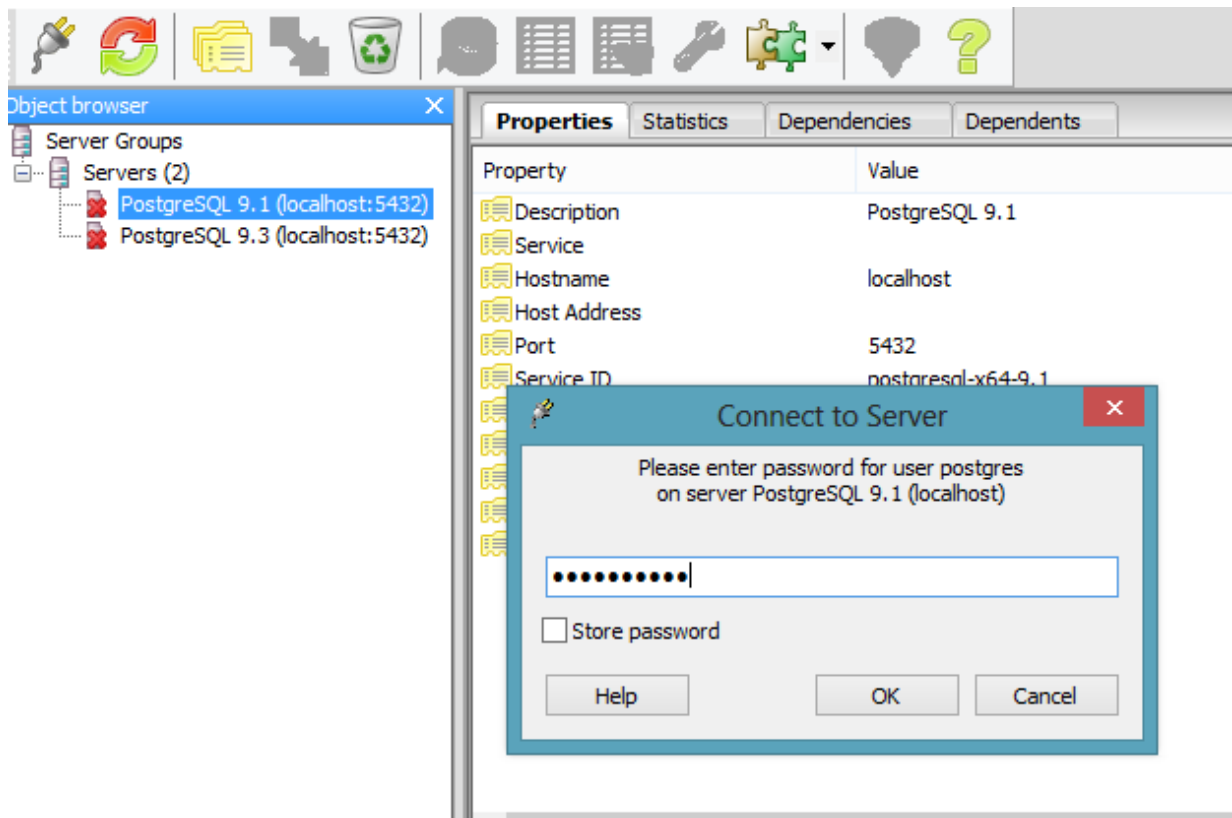 Object browser
Server Groups
Servers (2)
PostgreSQL 9.1 (localhost:5432)
PostgreSQL 9.3 (localhost:5432)
Properties Statistics Dependencies Dependents
Property Value
Description PostgreSQL 9.1
Service
Hostname localhost
Host Address
Port 5432
Service ID postgresql-x64-9.1
Connect to Server
Please enter password for user postgres
on server PostgreSQL 9.1 (localhost)
Store password
Help OK Cancel